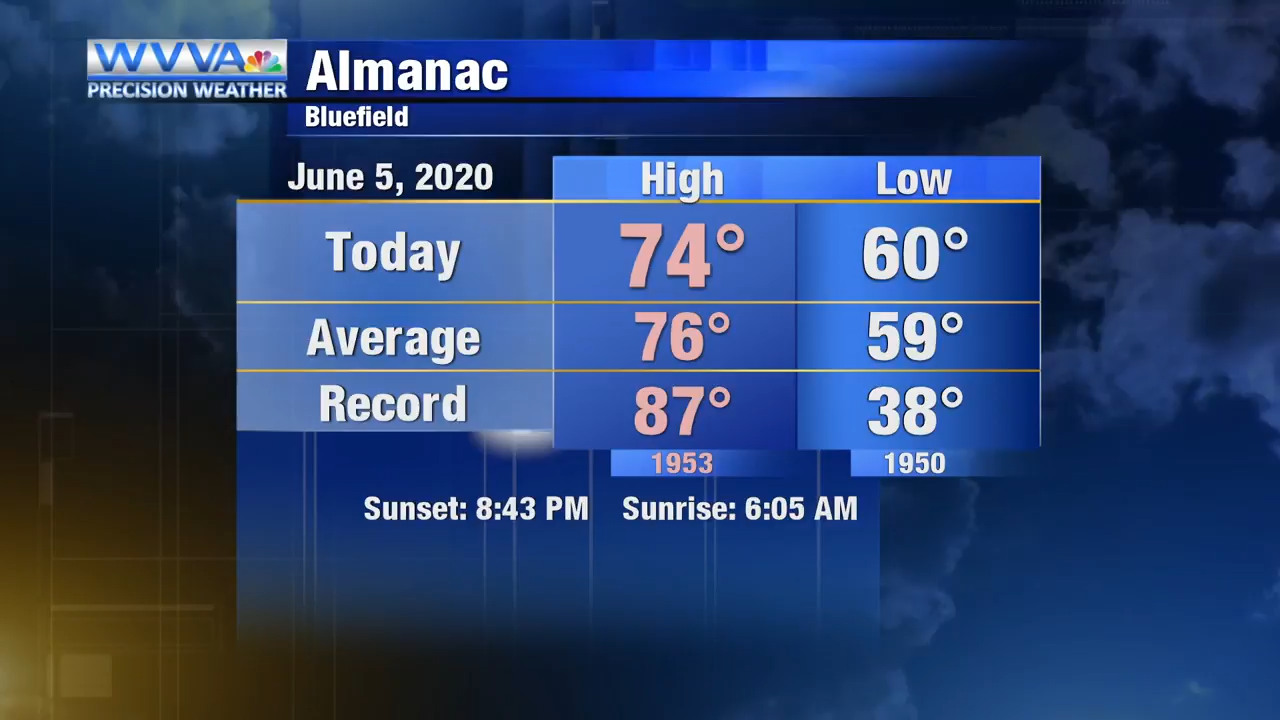 WVVA
PRECISION WEATHER
Almanac
Bluefield
June 5, 2020 High Low
Today 74° 60°
Average 76° 59°
Record 87° 38°
1953 1950
Sunset: 8:43 PM Sunrise: 6:05 AM